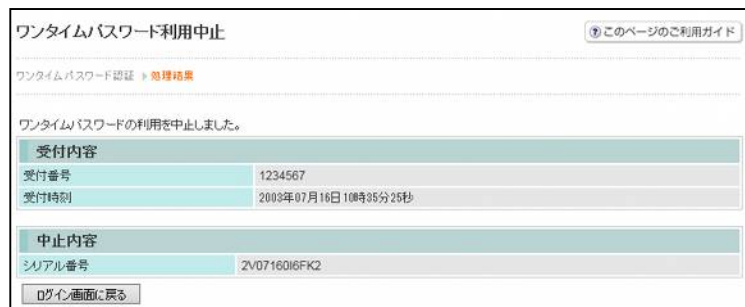 ワンタイムパスワード利用中止
?このページのご利用ガイド
ワンタイムパスワード認証 ▶ 処理結果
ワンタイムパスワードの利用を中止しました。
受付内容
受付番号 1234567
受付時刻 2003年07月16日10時35分25秒
中止内容
シリアル番号 2V07160I6FK2
ログイン画面に戻る